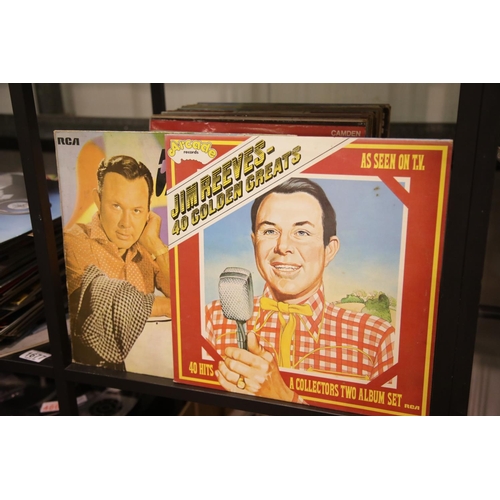 RCA
CAMDEN
Arcade
records
AS SEEN ON T.V.
JIM REEVES-
40 GOLDEN GREATS
40 HITS
A COLLECTORS TWO ALBUM SET
RCA